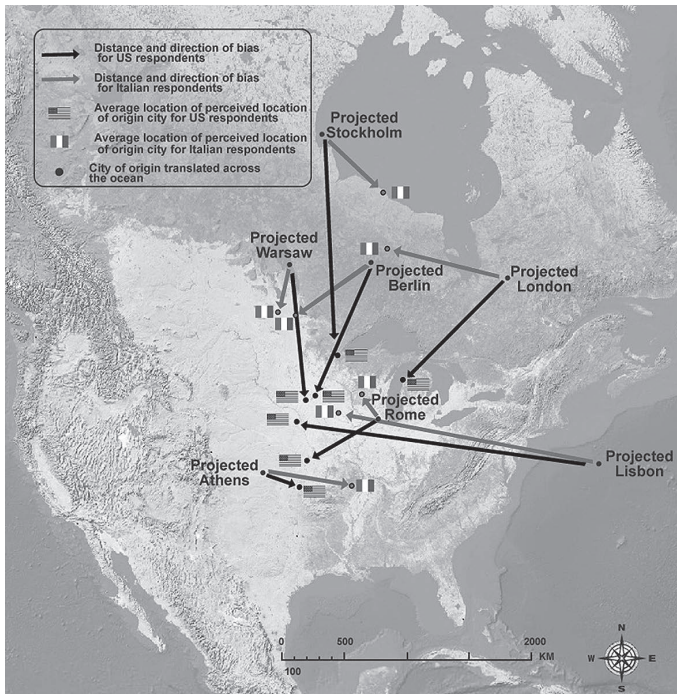 Distance and direction of bias
for US respondents
Distance and direction of bias
for Italian respondents
Average location of perceived location
of origin city for US respondents
Average location of perceived location
of origin city for Italian respondents
City of origin translated across
the ocean
Projected
Stockholm
Projected
Warsaw
Projected
Berlin
Projected
London
Projected
Rome
Projected
Lisbon
Projected
Athens
0 500 2000
KM
100
N
W E
S